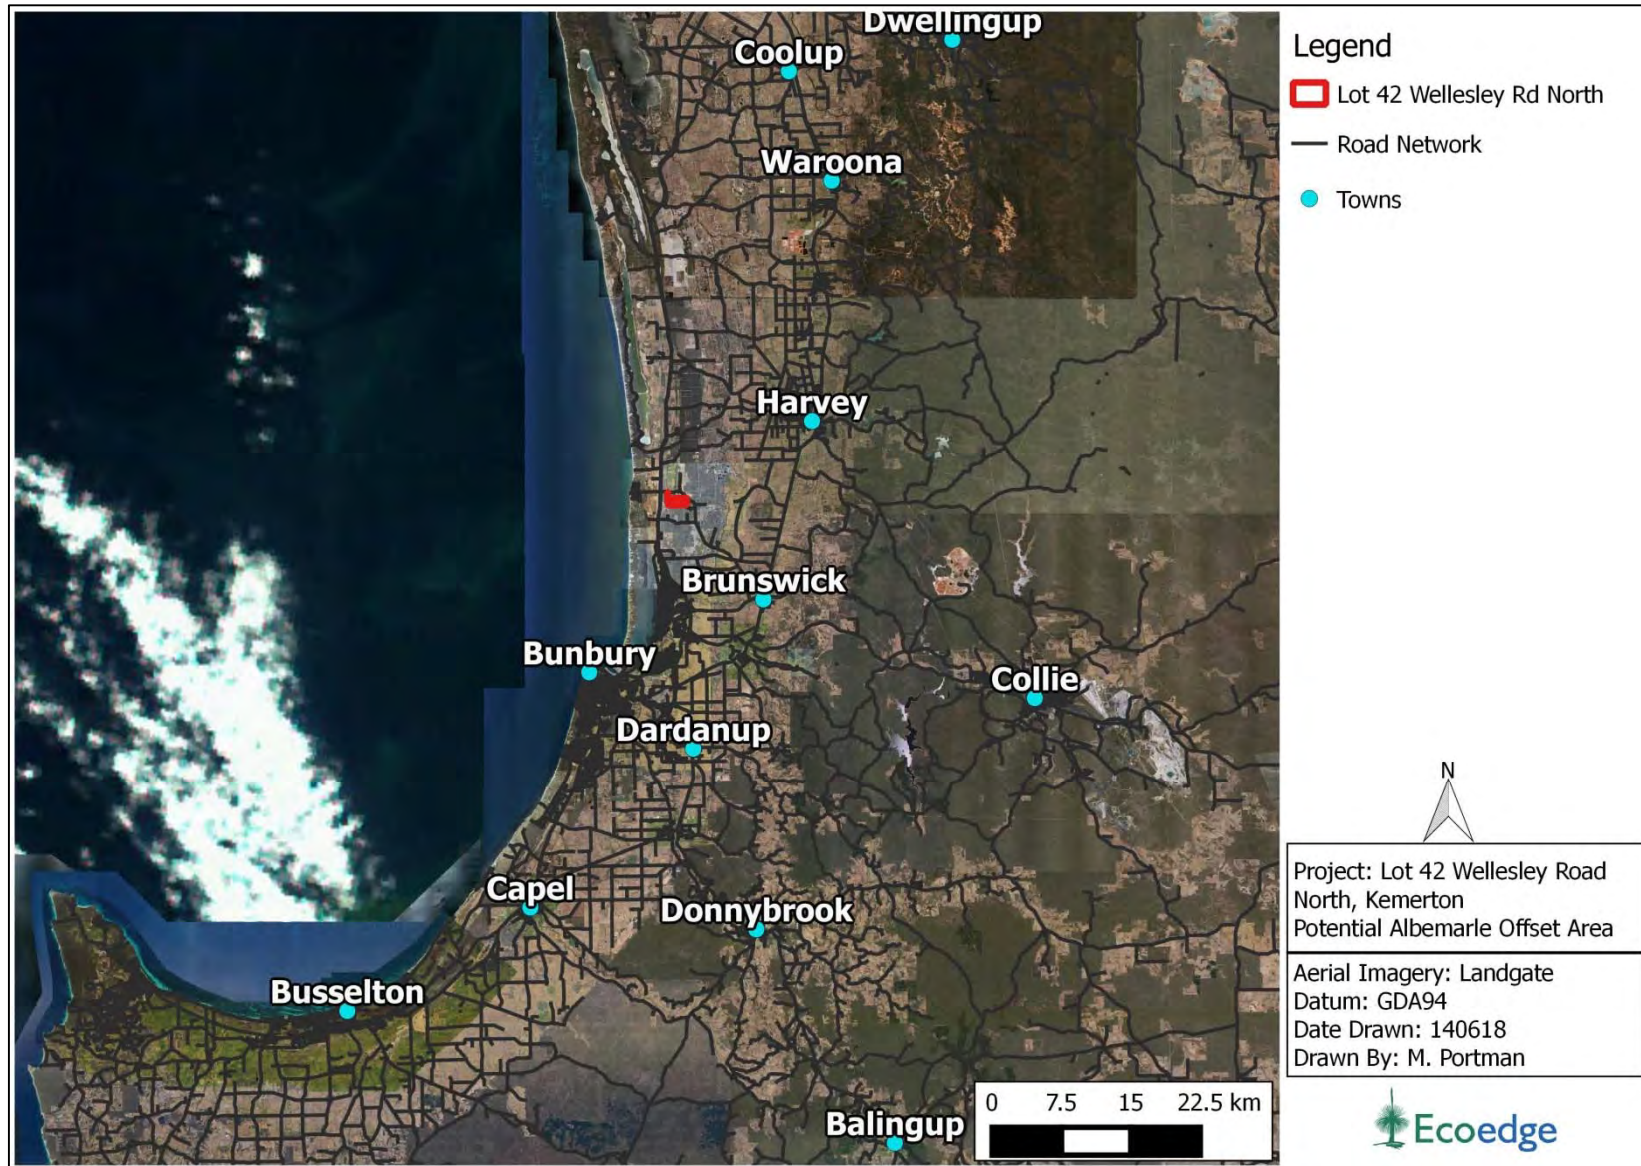 Dwellingup
Coolup
Waroona
Harvey
Brunswick
Bunbury
Collie
Dardanup
Capel
Donnybrook
Busselton
Balingup
0 7.5 15 22.5 km
Legend
Lot 42 Wellesley Rd North
Road Network
Towns
N
Project: Lot 42 Wellesley Road
North, Kemerton
Potential Albemarle Offset Area
Aerial Imagery: Landgate
Datum: GDA94
Date Drawn: 140618
Drawn By: M. Portman
Ecoedge